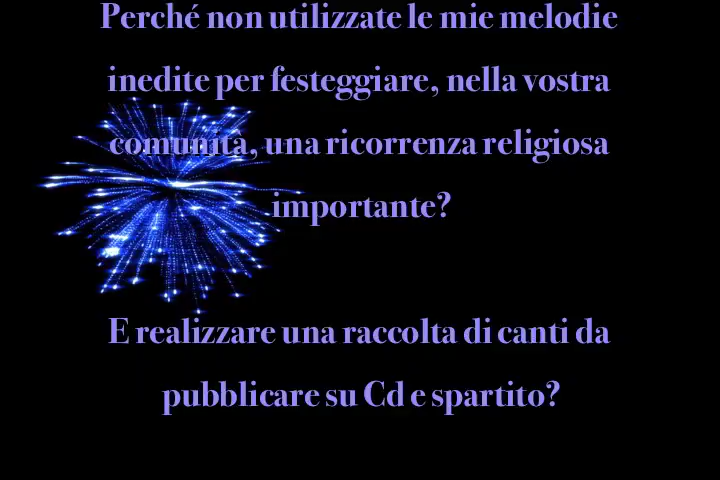 Perché non utilizzate le mie melodie
inedite per festeggiare, nella vostra
comunità, una ricorrenza religiosa
importante?
E realizzare una raccolta di canti da
pubblicare su Cd e spartito?